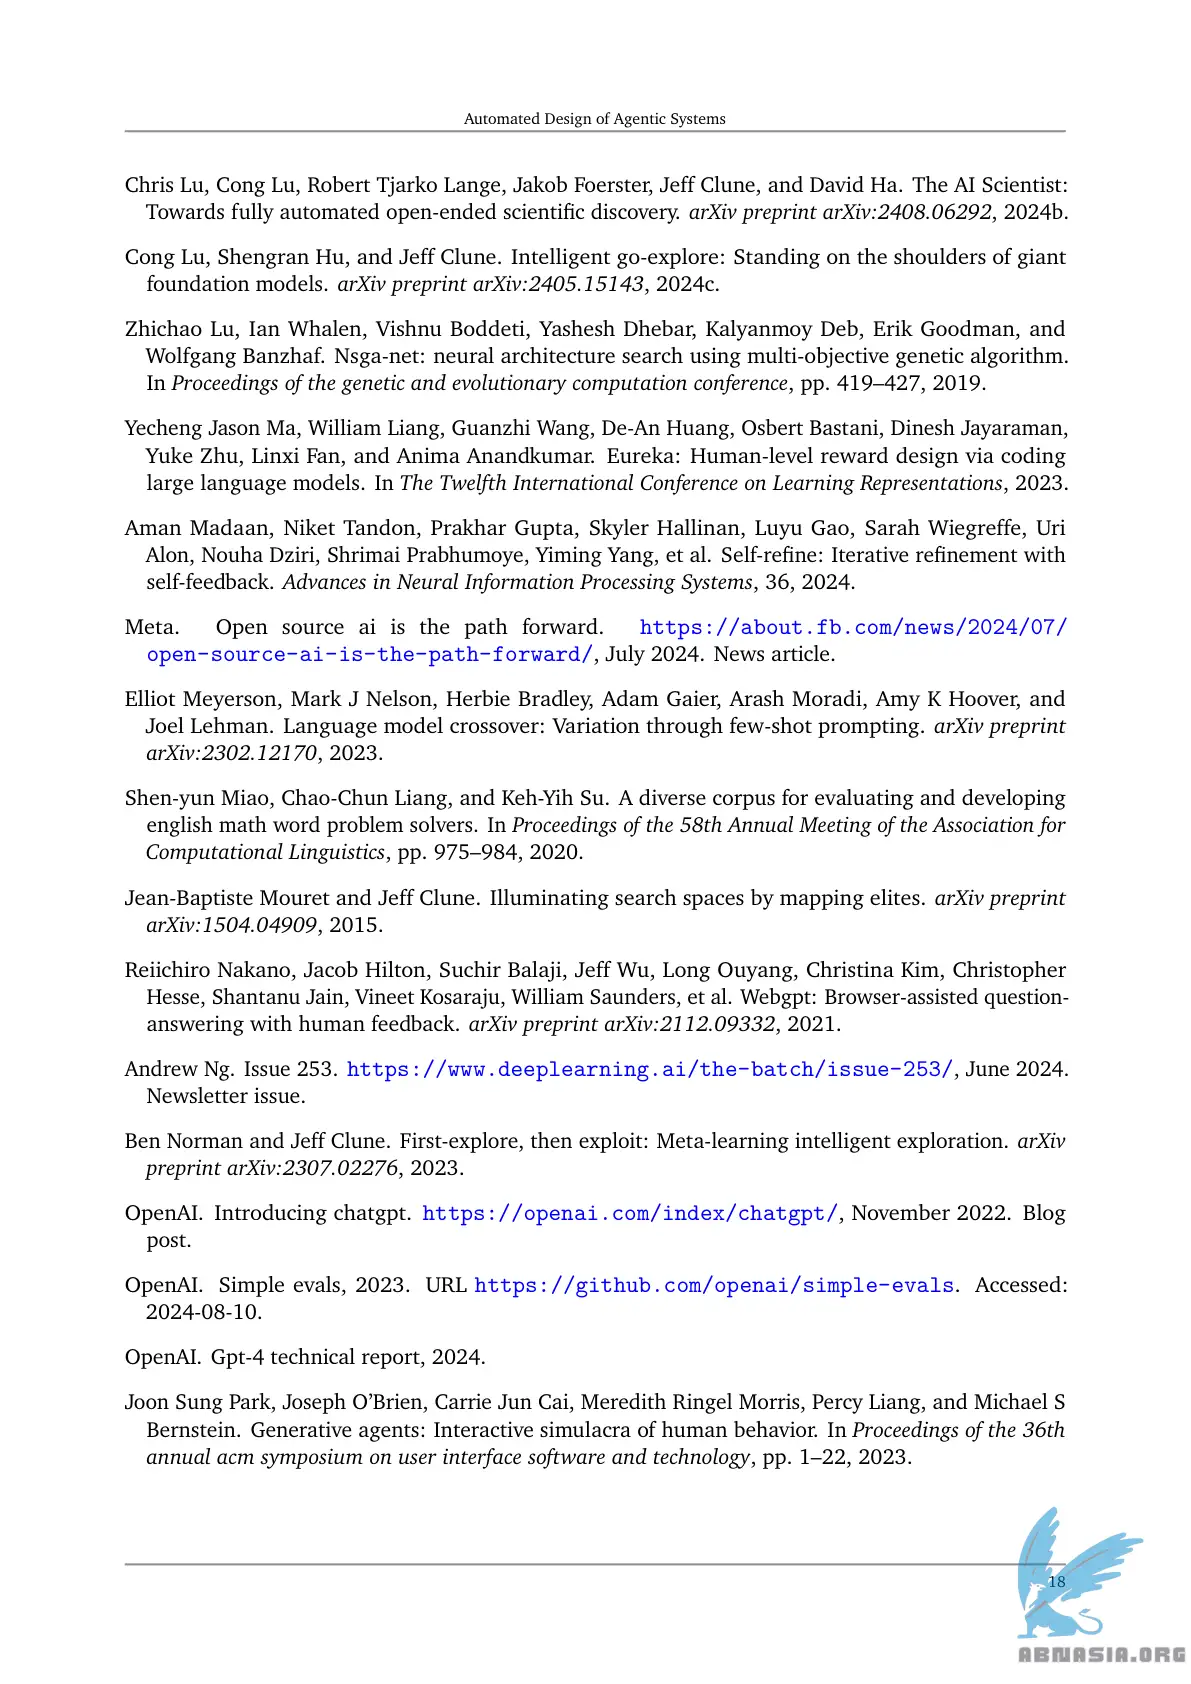 Automated Design of Agentic Systems
Chris Lu, Cong Lu, Robert Tjarko Lange, Jakob Foerster, Jeff Clune, and David Ha. The AI Scientist:
Towards fully automated open-ended scientific discovery. arXiv preprint arXiv:2408.06292, 2024b.
Cong Lu, Shengran Hu, and Jeff Clune. Intelligent go-explore: Standing on the shoulders of giant
foundation models. arXiv preprint arXiv:2405.15143, 2024c.
Zhichao Lu, Ian Whalen, Vishnu Boddeti, Yashesh Dhebar, Kalyanmoy Deb, Erik Goodman, and
Wolfgang Banzhaf. Nsga-net: neural architecture search using multi-objective genetic algorithm.
In Proceedings of the genetic and evolutionary computation conference, pp. 419–427, 2019.
Yecheng Jason Ma, William Liang, Guanzhi Wang, De-An Huang, Osbert Bastani, Dinesh Jayaraman,
Yuke Zhu, Linxi Fan, and Anima Anandkumar. Eureka: Human-level reward design via coding
large language models. In The Twelfth International Conference on Learning Representations, 2023.
Aman Madaan, Niket Tandon, Prakhar Gupta, Skyler Hallinan, Luyu Gao, Sarah Wiegreffe, Uri
Alon, Nouha Dziri, Shrimai Prabhumoye, Yiming Yang, et al. Self-refine: Iterative refinement with
self-feedback. Advances in Neural Information Processing Systems, 36, 2024.
Meta. Open source ai is the path forward. https://about.fb.com/news/2024/07/
open-source-ai-is-the-path-forward/, July 2024. News article.
Elliot Meyerson, Mark J Nelson, Herbie Bradley, Adam Gaier, Arash Moradi, Amy K Hoover, and
Joel Lehman. Language model crossover: Variation through few-shot prompting. arXiv preprint
arXiv:2302.12170, 2023.
Shen-yun Miao, Chao-Chun Liang, and Keh-Yih Su. A diverse corpus for evaluating and developing
english math word problem solvers. In Proceedings of the 58th Annual Meeting of the Association for
Computational Linguistics, pp. 975–984, 2020.
Jean-Baptiste Mouret and Jeff Clune. Illuminating search spaces by mapping elites. arXiv preprint
arXiv:1504.04909, 2015.
Reiichiro Nakano, Jacob Hilton, Suchir Balaji, Jeff Wu, Long Ouyang, Christina Kim, Christopher
Hesse, Shantanu Jain, Vineet Kosaraju, William Saunders, et al. Webgpt: Browser-assisted question-
answering with human feedback. arXiv preprint arXiv:2112.09332, 2021.
Andrew Ng. Issue 253. https://www.deeplearning.ai/the-batch/issue-253/, June 2024.
Newsletter issue.
Ben Norman and Jeff Clune. First-explore, then exploit: Meta-learning intelligent exploration. arXiv
preprint arXiv:2307.02276, 2023.
OpenAI. Introducing chatgpt. https://openai.com/index/chatgpt/, November 2022. Blog
post.
OpenAI. Simple evals, 2023. URL https://github.com/openai/simple-evals. Accessed:
2024-08-10.
OpenAI. Gpt-4 technical report, 2024.
Joon Sung Park, Joseph O'Brien, Carrie Jun Cai, Meredith Ringel Morris, Percy Liang, and Michael S
Bernstein. Generative agents: Interactive simulacra of human behavior. In Proceedings of the 36th
annual acm symposium on user interface software and technology, pp. 1–22, 2023.
18
ABNASIA.ORG